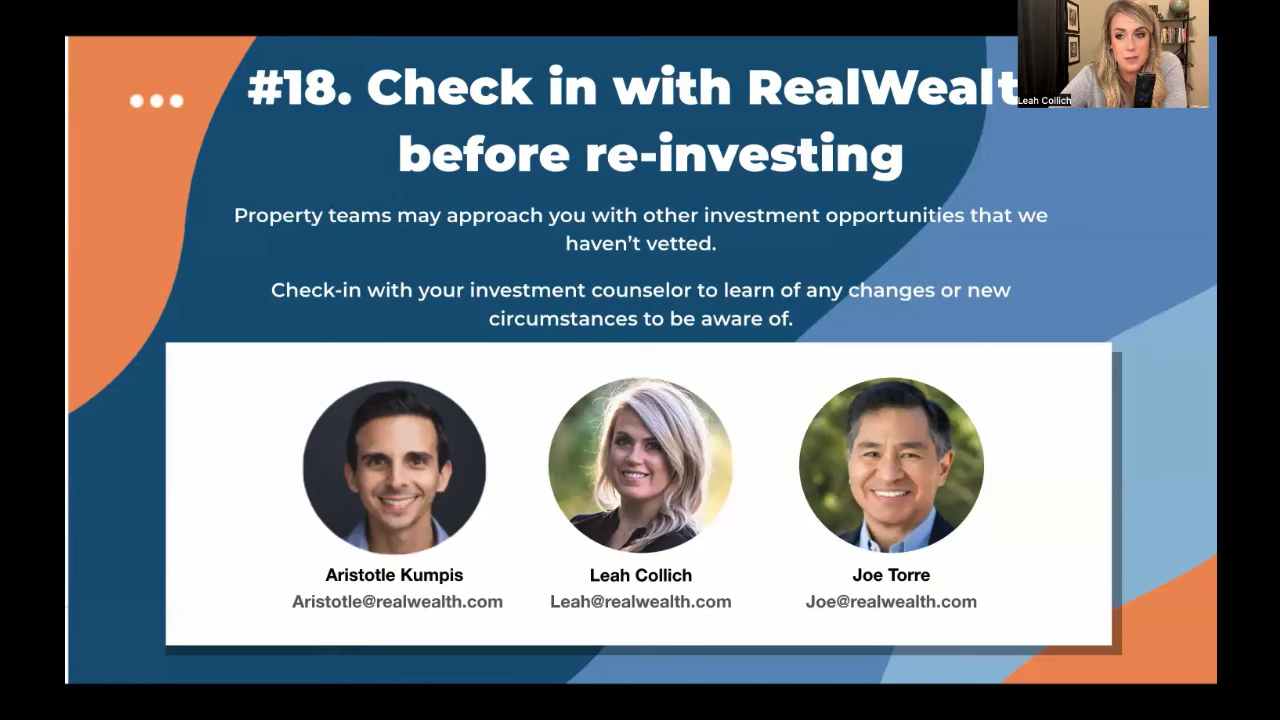 #18. Check in with RealWealt
before re-investing
Leah Collich
Property teams may approach you with other investment opportunities that we
haven’t vetted.
Check-in with your investment counselor to learn of any changes or new
circumstances to be aware of.
Aristotle Kumpis
Leah Collich
Joe Torre
Aristotle@realwealth.com
Leah@realwealth.com
Joe@realwealth.com